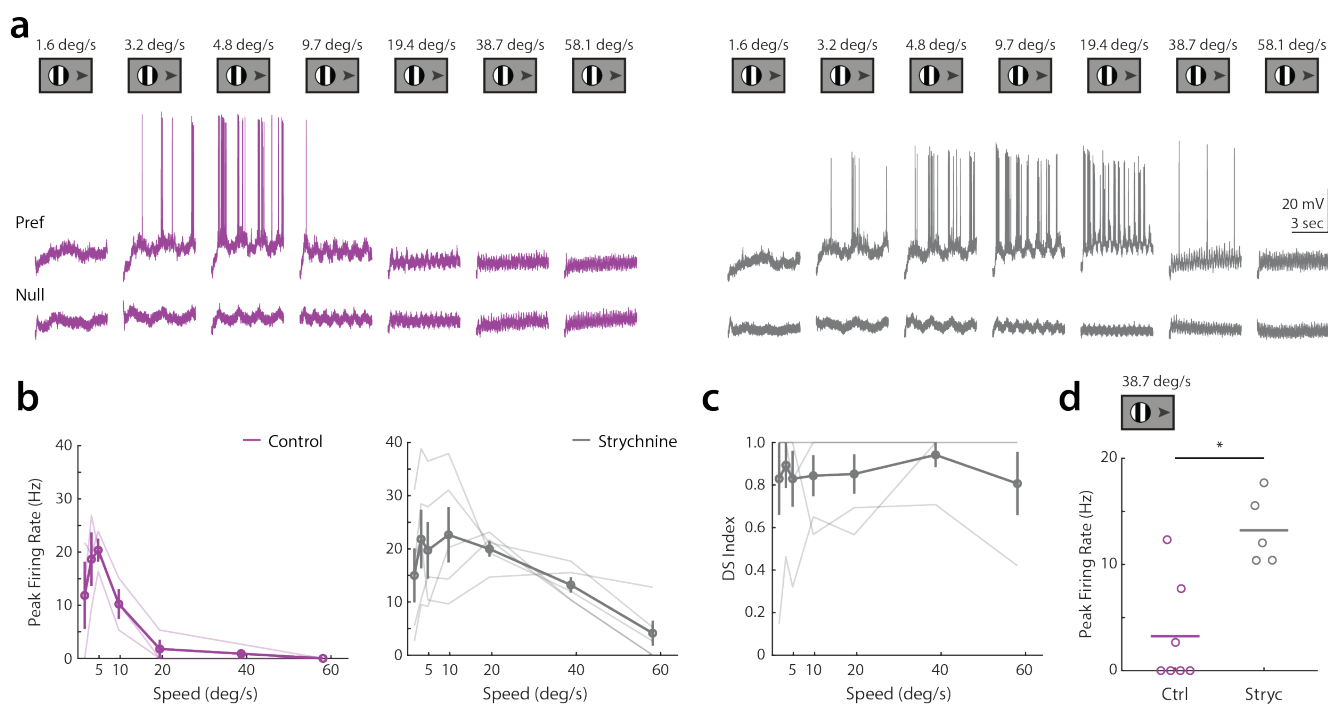 a
1.6 deg/s 3.2 deg/s 4.8 deg/s 9.7 deg/s 19.4 deg/s 38.7 deg/s 58.1 deg/s
1.6 deg/s 3.2 deg/s 4.8 deg/s 9.7 deg/s 19.4 deg/s 38.7 deg/s 58.1 deg/s
Pref
20 mV
3 sec
Null
b
Control
Peak Firing Rate (Hz)
40
30
20
10
0
5 10 20 40 60
Speed (deg/s)
Strychnine
40
30
20
10
0
5 10 20 40 60
Speed (deg/s)
c
DS Index
1.0
0.8
0.6
0.4
0.2
0
5 10 20 40 60
Speed (deg/s)
d
38.7 deg/s
*
Peak Firing Rate (Hz)
20
10
0
Ctrl Stryc